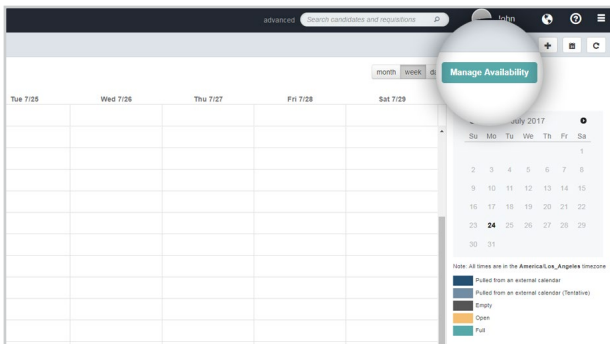 advanced Search candidates and requisitions John
month week da
Manage Availability
Tue 7/25 Wed 7/26 Thu 7/27 Fri 7/28 Sat 7/29
July 2017
Su Mo Tu We Th Fr Sa
1
2 3 4 5 6 7 8
9 10 11 12 13 14 15
16 17 18 19 20 21 22
23 24 25 26 27 28 29
30 31
Note: All times are in the America/Los_Angeles timezone
Pulled from an external calendar
Pulled from an external calendar (Tentative)
Empty
Open
Full